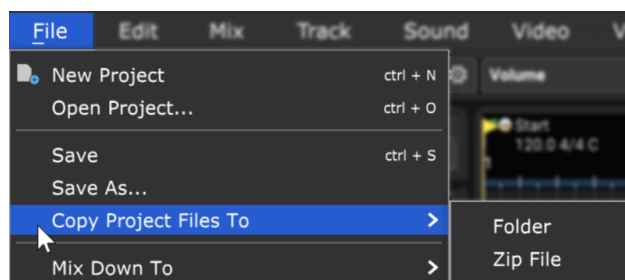 File Edit Mix Track Sound Video V
New Project ctrl + N
Volume
Open Project... ctrl + O
Start
120.0 4/4 C
1
Save ctrl + S
Save As...
Copy Project Files To
Folder
Mix Down To
Zip File